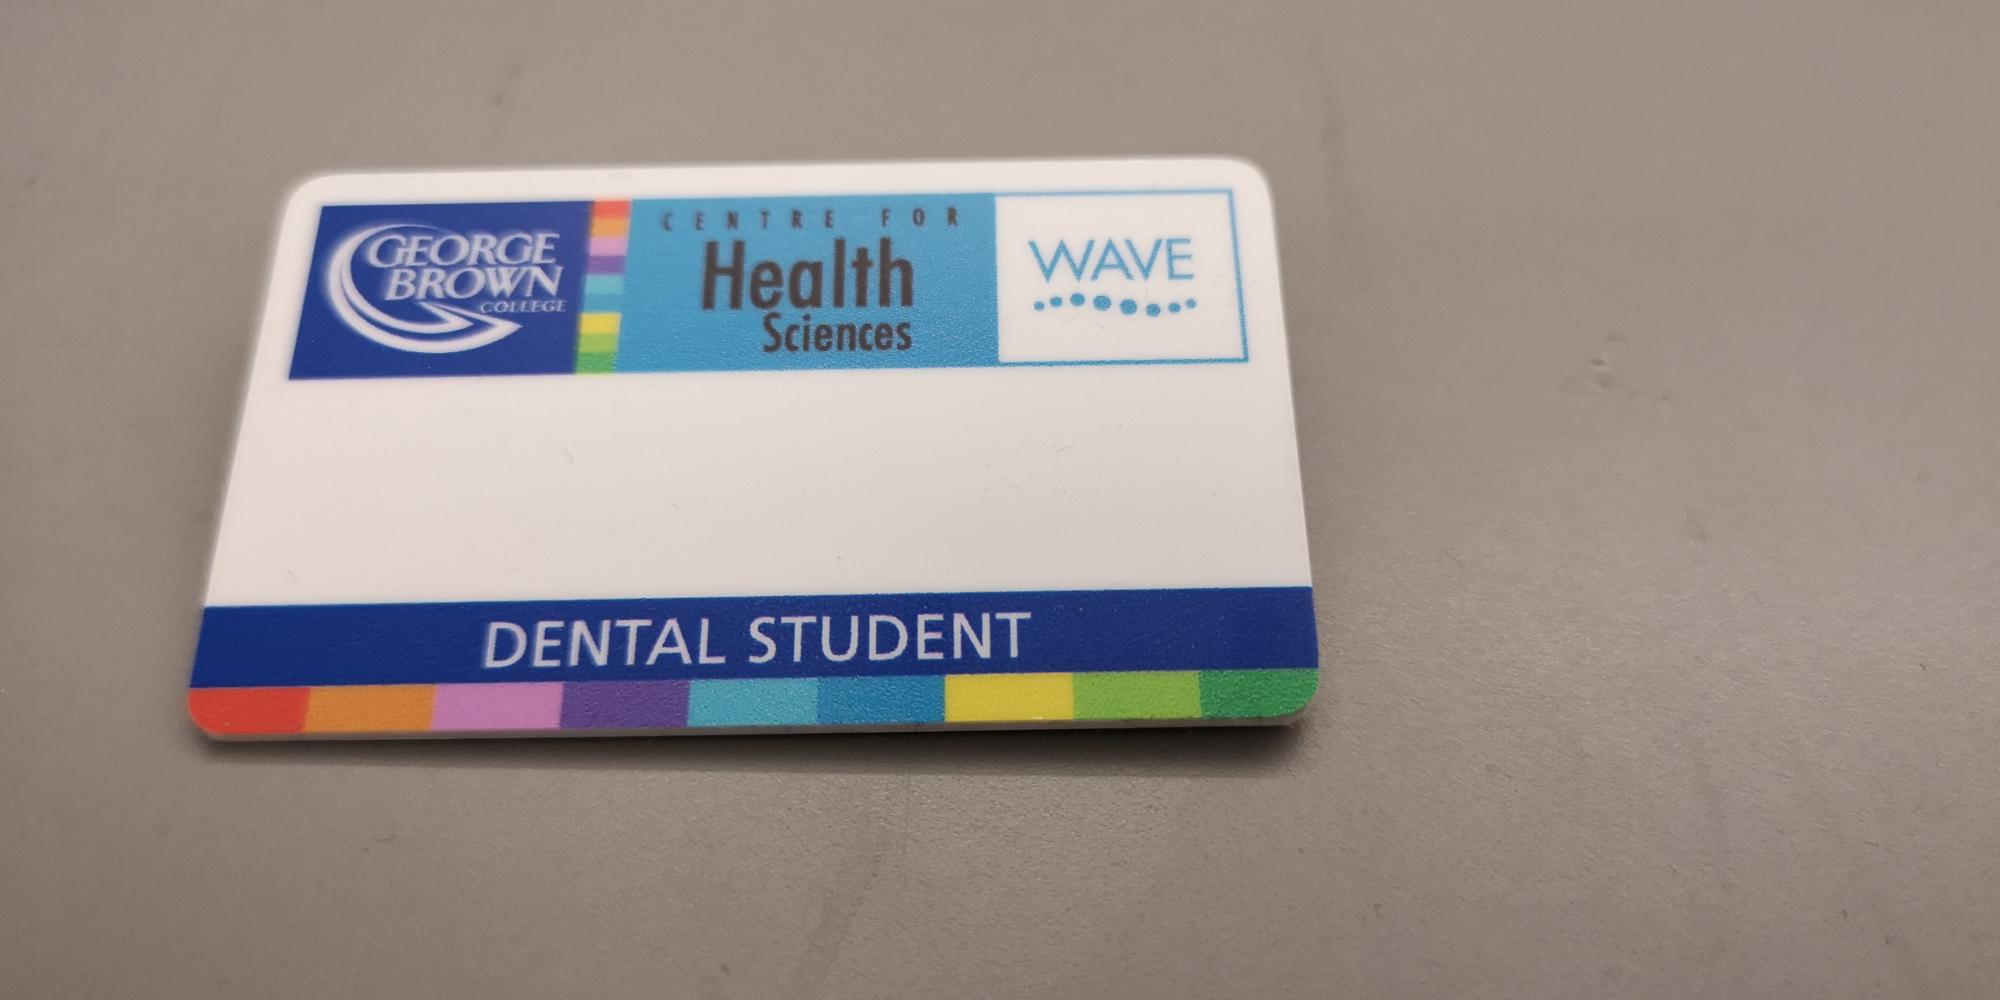 GEORGE
BROWN
COLLEGE
CENTRE FOR
Health
Sciences
WAVE
DENTAL STUDENT